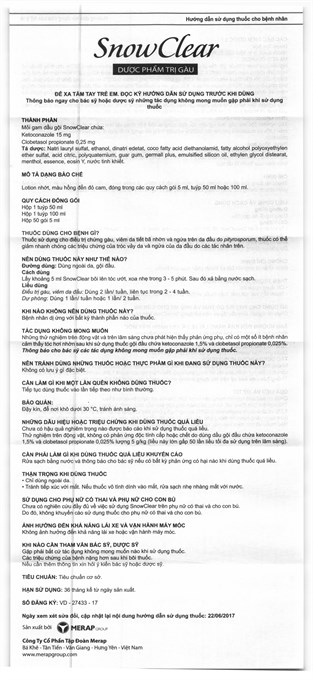 Hướng dẫn sử dụng thuốc cho bệnh nhân
SnowClear
DƯỢC PHẨM TRỊ GÀU
ĐỂ XA TẦM TAY TRẺ EM. ĐỌC KỸ HƯỚNG DẪN SỬ DỤNG TRƯỚC KHI DÙNG
Thông báo ngay cho bác sỹ hoặc dược sỹ những tác dụng không mong muốn gặp phải khi sử dụng
thuốc
THÀNH PHẦN
Mỗi gam dầu gội SnowClear chứa:
Ketoconazole 15 mg
Clobetasol propionate 0,25 mg
Tá dược: Natri lauryl sulfat, ethanol, dinatri edetat, coco fatty acid diethanolamid, fatty alcohol polyoxyethylen
ether sulfat, acid citric, polyquaternium, guar gum, germall plus, emulsified silicon oil, ethylen glycol distearat,
menthol, essence, eosin Y, nước tinh khiết.
MÔ TẢ DẠNG BÀO CHẾ
Lotion nhớt, màu hồng đến đỏ cam, đóng trong các quy cách gói 5 ml, tuýp 50 ml hoặc 100 ml.
QUY CÁCH ĐÓNG GÓI
Hộp 1 tuýp 50 ml
Hộp 1 tuýp 100 ml
Hộp 50 gói 5 ml
THUỐC DÙNG CHO BỆNH GÌ?
Thuốc sử dụng cho điều trị chứng gàu, viêm da tiết bã nhờn và ngứa trên da đầu do pityrosporum, thuốc có thể
giảm nhanh chóng các triệu chứng của tróc vảy da và ngứa của da đầu do các tác nhân trên.
NÊN DÙNG THUỐC NÀY NHƯ THẾ NÀO?
Đường dùng: Dùng ngoài da, gội đầu.
Cách dùng
Lấy khoảng 5 ml SnowClear bôi lên tóc ướt, xoa nhẹ trong 3 - 5 phút. Sau đó xả bằng nước sạch.
Liều dùng
Điều trị gàu, viêm da dầu: Dùng 2 lần/ tuần, liên tục trong 2 - 4 tuần.
Dự phòng: Dùng 1 lần/ tuần hoặc 1 lần/ 2 tuần.
KHI NÀO KHÔNG NÊN DÙNG THUỐC NÀY?
Bệnh nhân dị ứng với bất kỳ thành phần nào của thuốc.
TÁC DỤNG KHÔNG MONG MUỐN
Những thử nghiệm trên động vật và trên lâm sàng chưa phát hiện thấy phản ứng phụ, chỉ có một số ít bệnh nhân
cảm thấy tóc hơi nhờn sau khi sử dụng thuốc gội đầu chứa ketoconazole 1,5% và clobetasol propionate 0,025%.
Thông báo cho bác sỹ các tác dụng không mong muốn gặp phải khi sử dụng thuốc.
NÊN TRÁNH DÙNG NHỮNG THUỐC HOẶC THỰC PHẨM GÌ KHI ĐANG SỬ DỤNG THUỐC NÀY?
Không có lưu ý gì đặc biệt.
CẦN LÀM GÌ KHI MỘT LẦN QUÊN KHÔNG DÙNG THUỐC?
Tiếp tục dùng thuốc vào lần tiếp theo như bình thường.
BẢO QUẢN:
Đậy kín, để nơi khô dưới 30 °C, tránh ánh sáng.
NHỮNG DẤU HIỆU HOẶC TRIỆU CHỨNG KHI DÙNG THUỐC QUÁ LIỀU
Chưa có hậu quả nghiêm trọng nào được báo cáo khi sử dụng thuốc quá liều.
Thử nghiệm trên động vật, không có phản ứng độc tính cấp hoặc chết do dùng dầu gội đầu chứa ketoconazole
1,5% và clobetasol propionate 0,025% lượng 5 g/kg (liều này lớn gấp 50 lần liều tối đa sử dụng trên lâm sàng).
CẦN PHẢI LÀM GÌ KHI DÙNG THUỐC QUÁ LIỀU KHUYẾN CÁO
Rửa sạch bằng nước và thông báo cho bác sỹ nếu có bất kỳ phản ứng có hại nào khi dùng thuốc quá liều.
THẬN TRỌNG KHI DÙNG THUỐC
• Chỉ dùng ngoài da.
• Tránh tiếp xúc với mắt. Nếu thuốc vô tình dính vào mắt, rửa sạch nhẹ nhàng mắt với nước.
SỬ DỤNG CHO PHỤ NỮ CÓ THAI VÀ PHỤ NỮ CHO CON BÚ
Chưa có nghiên cứu đầy đủ về việc sử dụng SnowClear trên phụ nữ có thai và cho con bú.
Do đó, không khuyến cáo sử dụng thuốc cho phụ nữ có thai và cho con bú.
ẢNH HƯỞNG ĐẾN KHẢ NĂNG LÁI XE VÀ VẬN HÀNH MÁY MÓC
Không ảnh hưởng đến khả năng lái xe hoặc vận hành máy móc.
KHI NÀO CẦN THAM VẤN BÁC SỸ, DƯỢC SỸ
Gặp phải bất cứ tác dụng không mong muốn nào khi sử dụng thuốc.
Các triệu chứng của bệnh nặng hơn sau khi bôi thuốc.
Nếu cần thêm thông tin xin hỏi ý kiến bác sỹ hoặc dược sỹ.
TIÊU CHUẨN: Tiêu chuẩn cơ sở.
HẠN SỬ DỤNG: 36 tháng kể từ ngày sản xuất.
SỐ ĐĂNG KÝ: VD - 27433 - 17
Ngày xem xét sửa đổi, cập nhật lại nội dung hướng dẫn sử dụng thuốc: 22/06/2017
Sản xuất bởi MERAP GROUP
Công Ty Cổ Phần Tập Đoàn Merap
Bá Khê - Tân Tiến - Văn Giang - Hưng Yên - Việt Nam
www.merapgroup.com